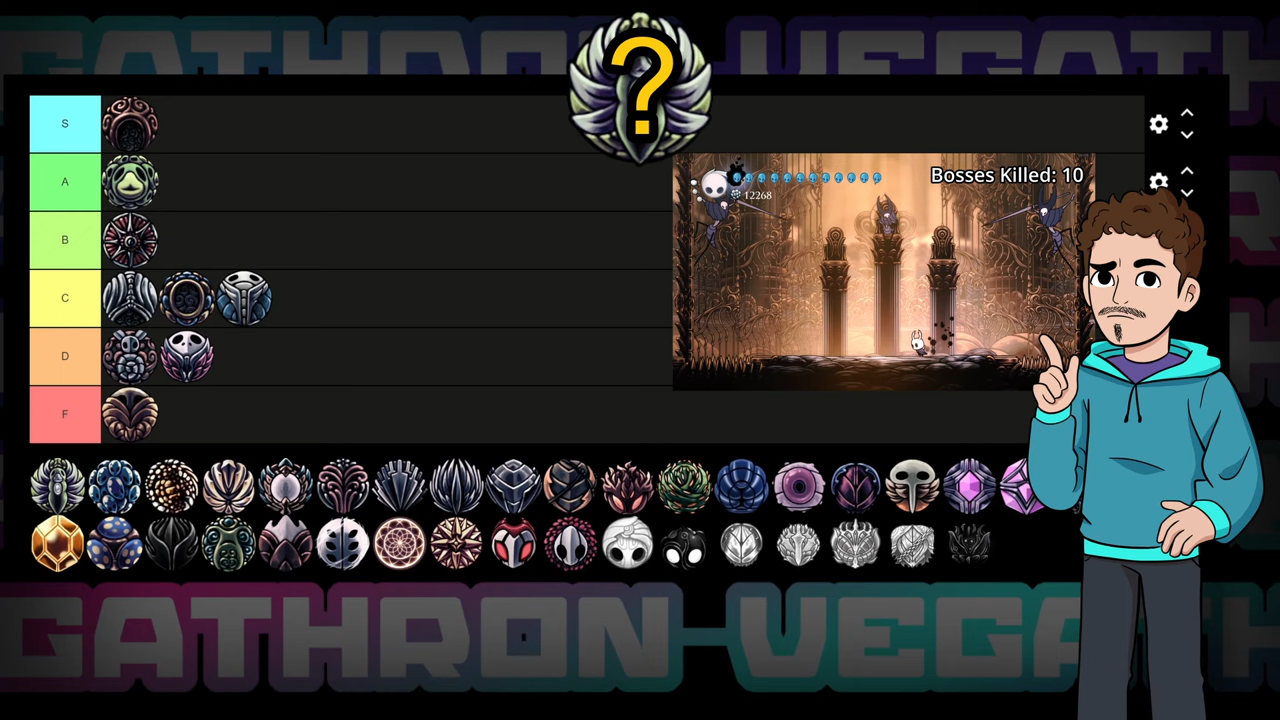 GATHRON-VEGATH
?
S
A
B
C
D
F
12268
Bosses Killed: 10
GATHRON-VEGATH